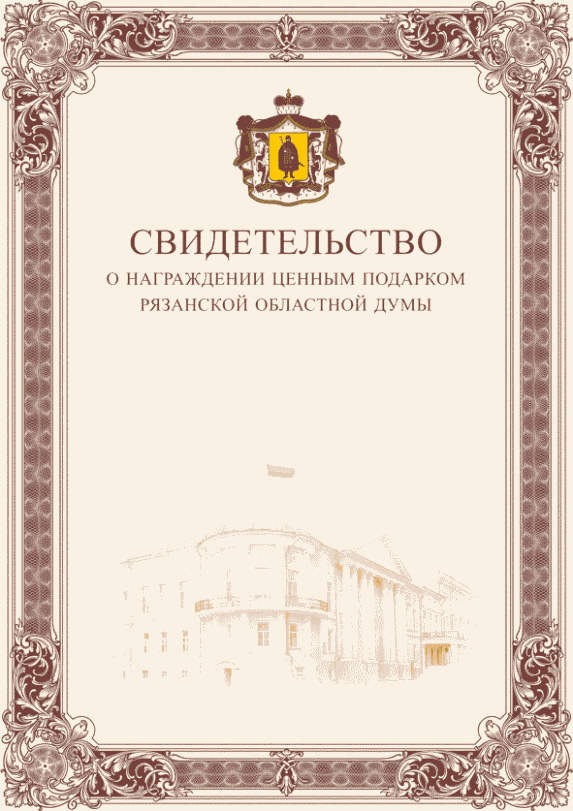 СВИДЕТЕЛЬСТВО
О НАГРАЖДЕНИИ ЦЕННЫМ ПОДАРКОМ
РЯЗАНСКОЙ ОБЛАСТНОЙ ДУМЫ